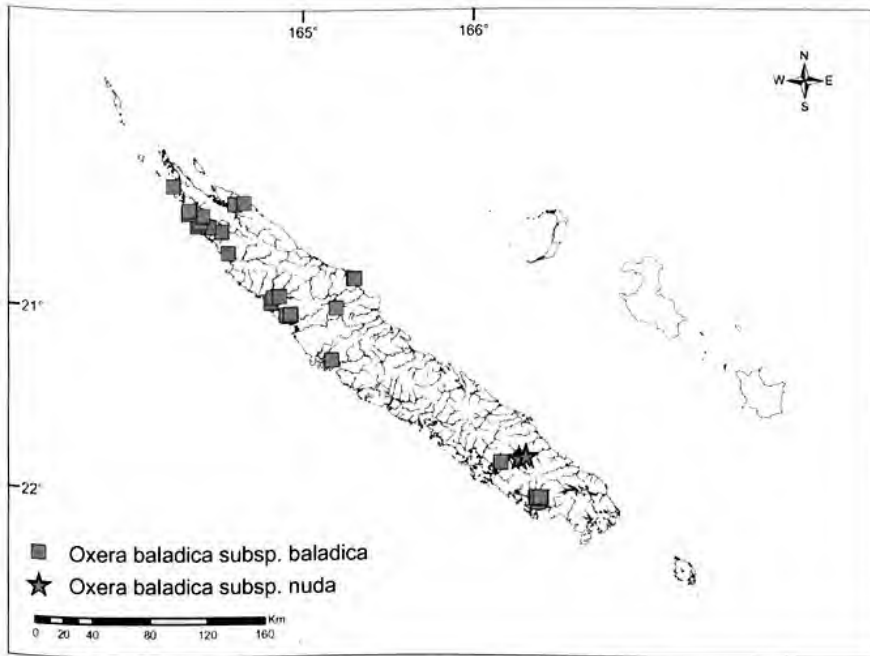 165° 166°
N
W E
S
21°
22°
Oxera baladica subsp. baladica
Oxera baladica subsp. nuda
Km
0 20 40 80 120 160